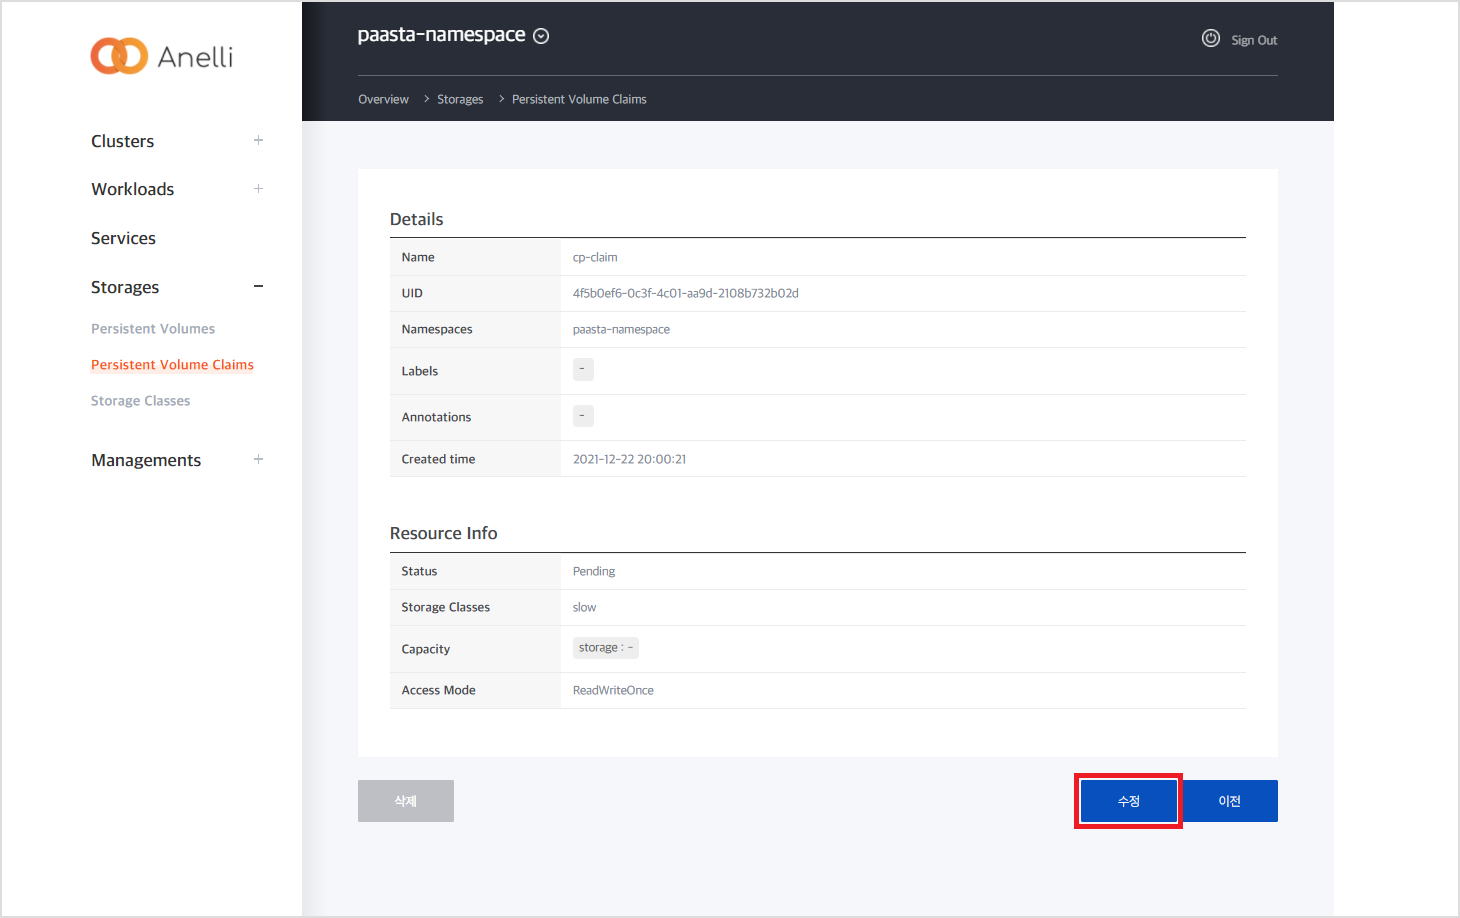 Anelli
paasta-namespace
Sign Out
Overview > Storages > Persistent Volume Claims
Clusters +
Workloads +
Services
Storages −
Persistent Volumes
Persistent Volume Claims
Storage Classes
Managements +
Details
Name cp-claim
UID 4f5b0ef6-0c3f-4c01-aa9d-2108b732b02d
Namespaces paasta-namespace
Labels -
Annotations -
Created time 2021-12-22 20:00:21
Resource Info
Status Pending
Storage Classes slow
Capacity storage : -
Access Mode ReadWriteOnce
삭제 수정 이전